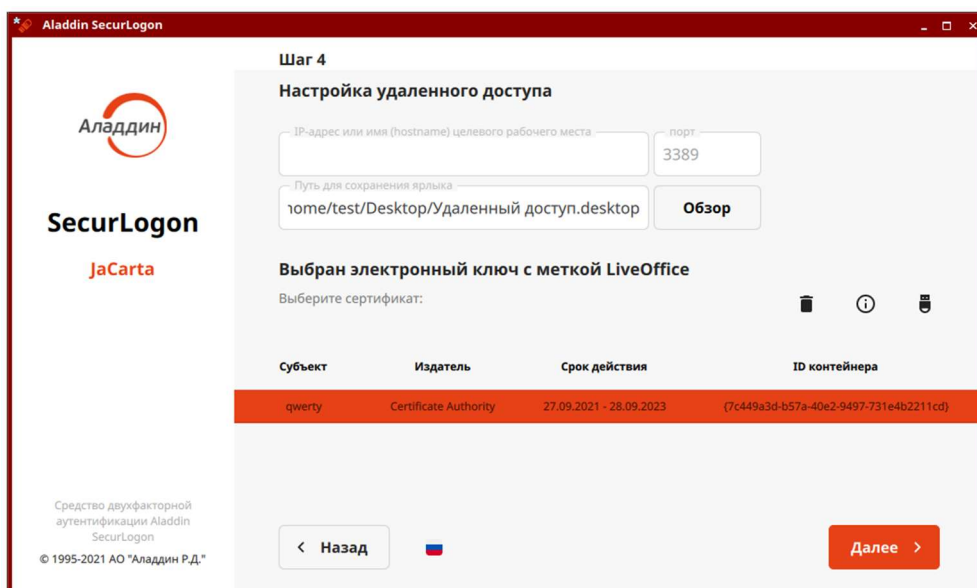 Aladdin SecurLogon
Шаг 4
Настройка удаленного доступа
IP-адрес или имя (hostname) целевого рабочего места
порт
3389
Путь для сохранения ярлыка
home/test/Desktop/Удаленный доступ.desktop
Обзор
Аладдин
SecurLogon
JaCarta
Выбран электронный ключ с меткой LiveOffice
Выберите сертификат:
Субъект Издатель Срок действия ID контейнера
qwerty Certificate Authority 27.09.2021 - 28.09.2023 {7c449a3d-b57a-40e2-9497-731e4b2211cd}
Средство двухфакторной
аутентификации Aladdin
SecurLogon
© 1995-2021 АО "Аладдин Р.Д."
Назад
Далее